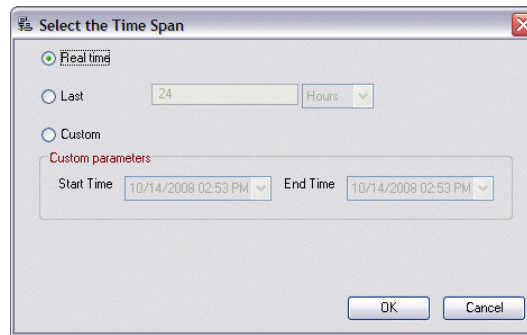 Select the Time Span
Real time
Last 24 Hours
Custom
Custom parameters
Start Time 10/14/2008 02:53 PM End Time 10/14/2008 02:53 PM
OK Cancel